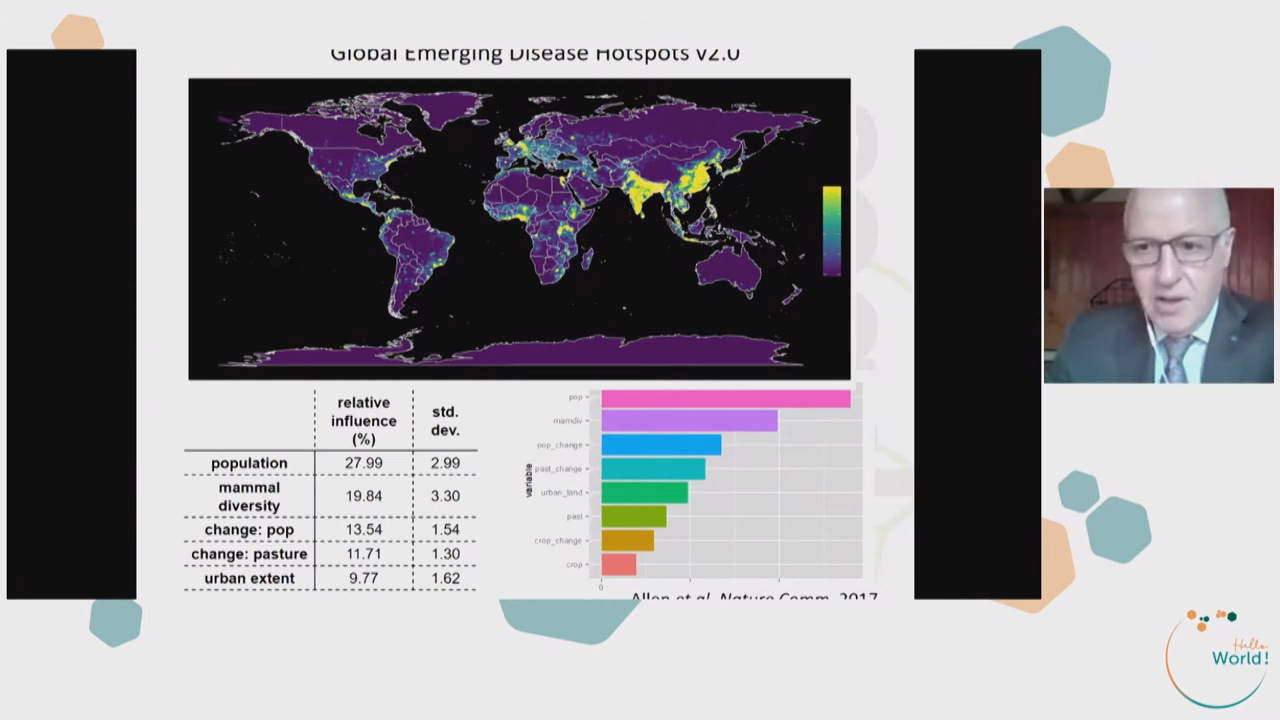 Global Emerging Disease Hotspots v2.0
relative
influence
(%)
std.
dev.
population 27.99 2.99
mammal
diversity
19.84 3.30
change: pop 13.54 1.54
change: pasture 11.71 1.30
urban extent 9.77 1.62
variable
pop
mamdiv
pop_change
past_change
urban_land
past
crop_change
crop
0
Allen et al. Nature Comm. 2017
Hello
World!